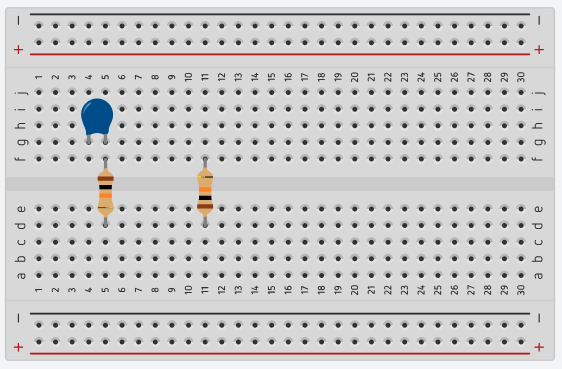 − −
+ +
1 2 3 4 5 6 7 8 9 10 11 12 13 14 15 16 17 18 19 20 21 22 23 24 25 26 27 28 29 30
j j
i i
h h
g g
f f
e e
d d
c c
b b
a a
1 2 3 4 5 6 7 8 9 10 11 12 13 14 15 16 17 18 19 20 21 22 23 24 25 26 27 28 29 30
− −
+ +